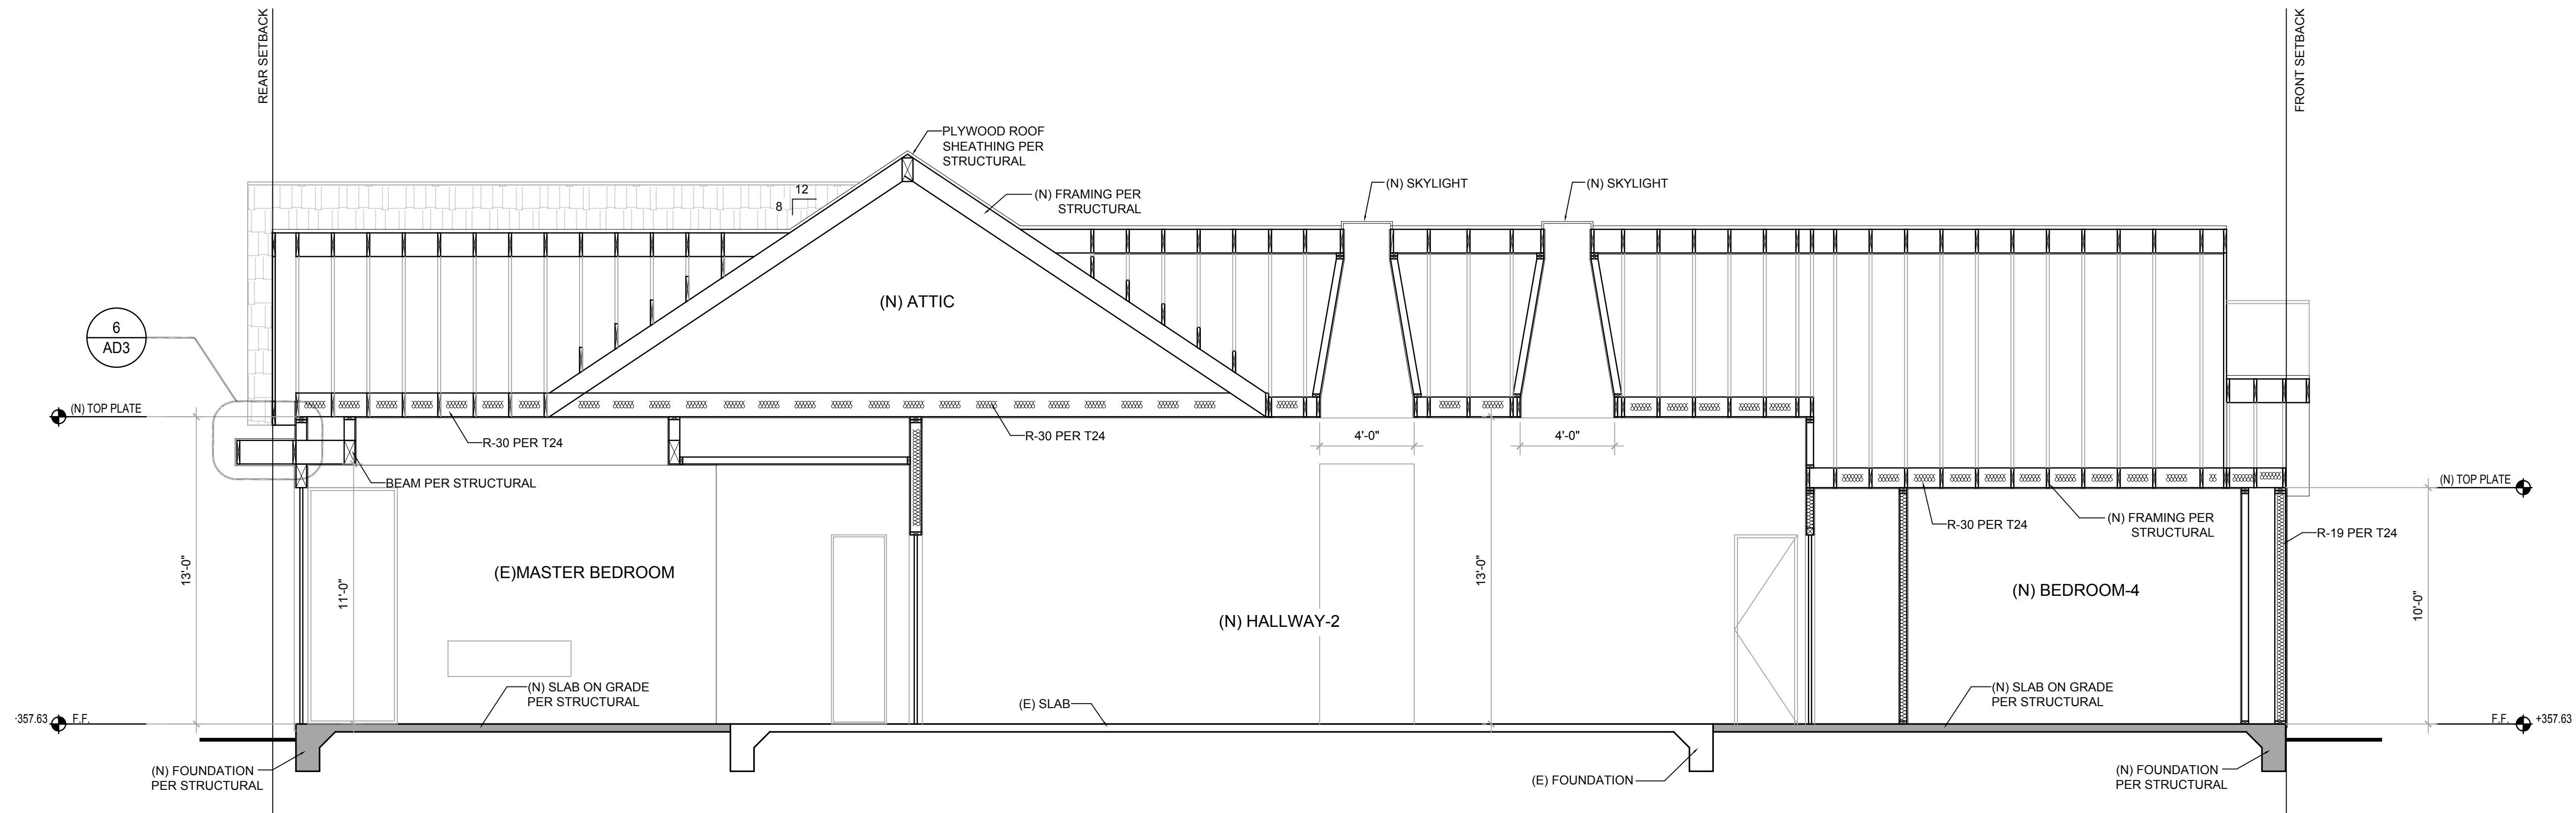 REAR SETBACK
FRONT SETBACK
PLYWOOD ROOF
SHEATHING PER
STRUCTURAL
12
8
(N) FRAMING PER
STRUCTURAL
(N) SKYLIGHT
(N) SKYLIGHT
(N) ATTIC
6
AD3
(N) TOP PLATE
R-30 PER T24
R-30 PER T24
4'-0"
4'-0"
BEAM PER STRUCTURAL
(N) TOP PLATE
R-30 PER T24
(N) FRAMING PER
STRUCTURAL
R-19 PER T24
13'-0"
11'-0"
(E)MASTER BEDROOM
13'-0"
(N) HALLWAY-2
(N) BEDROOM-4
10'-0"
(N) SLAB ON GRADE
PER STRUCTURAL
(E) SLAB
(N) SLAB ON GRADE
PER STRUCTURAL
357.63 F.F.
F.F. +357.63
(N) FOUNDATION
PER STRUCTURAL
(E) FOUNDATION
(N) FOUNDATION
PER STRUCTURAL